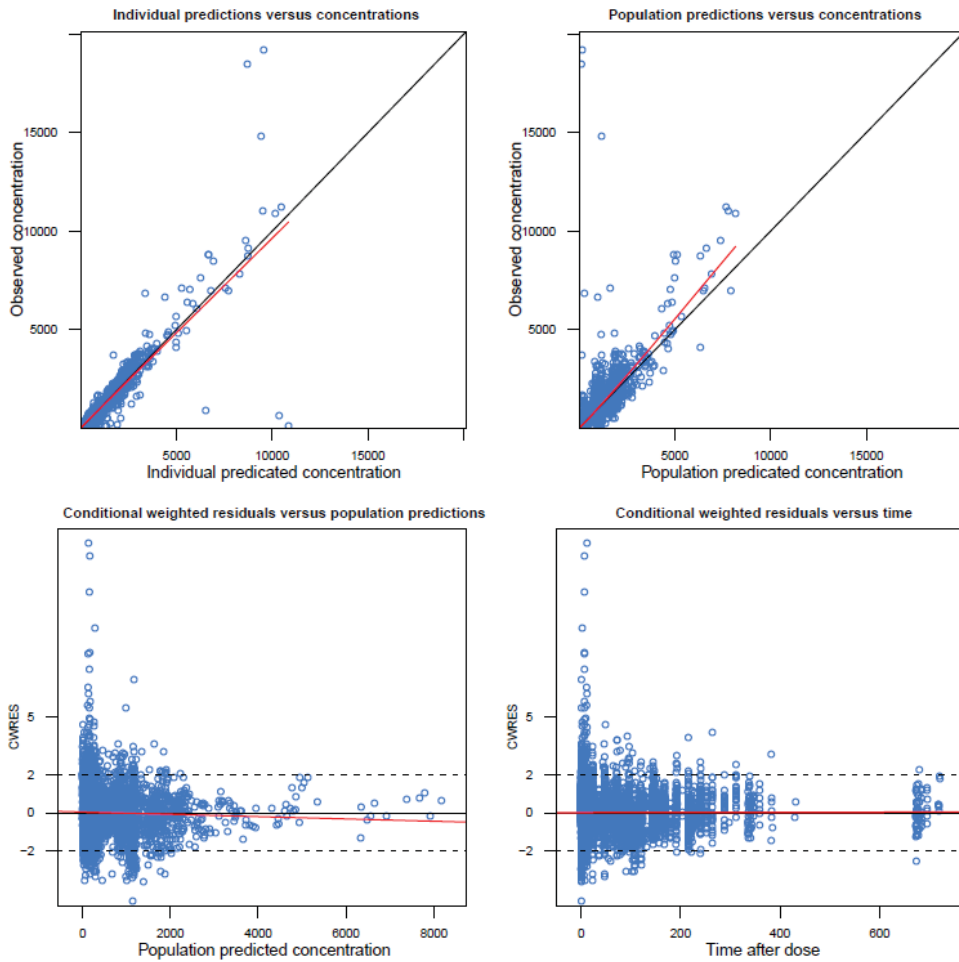 Individual predictions versus concentrations
Observed concentration
15000
10000
5000
5000
10000
15000
Individual predicated concentration
Population predictions versus concentrations
Observed concentration
15000
10000
5000
5000
10000
15000
Population predicated concentration
Conditional weighted residuals versus population predictions
CWRES
5
2
0
−2
0
2000
4000
6000
8000
Population predicted concentration
Conditional weighted residuals versus time
CWRES
5
2
0
−2
0
200
400
600
Time after dose